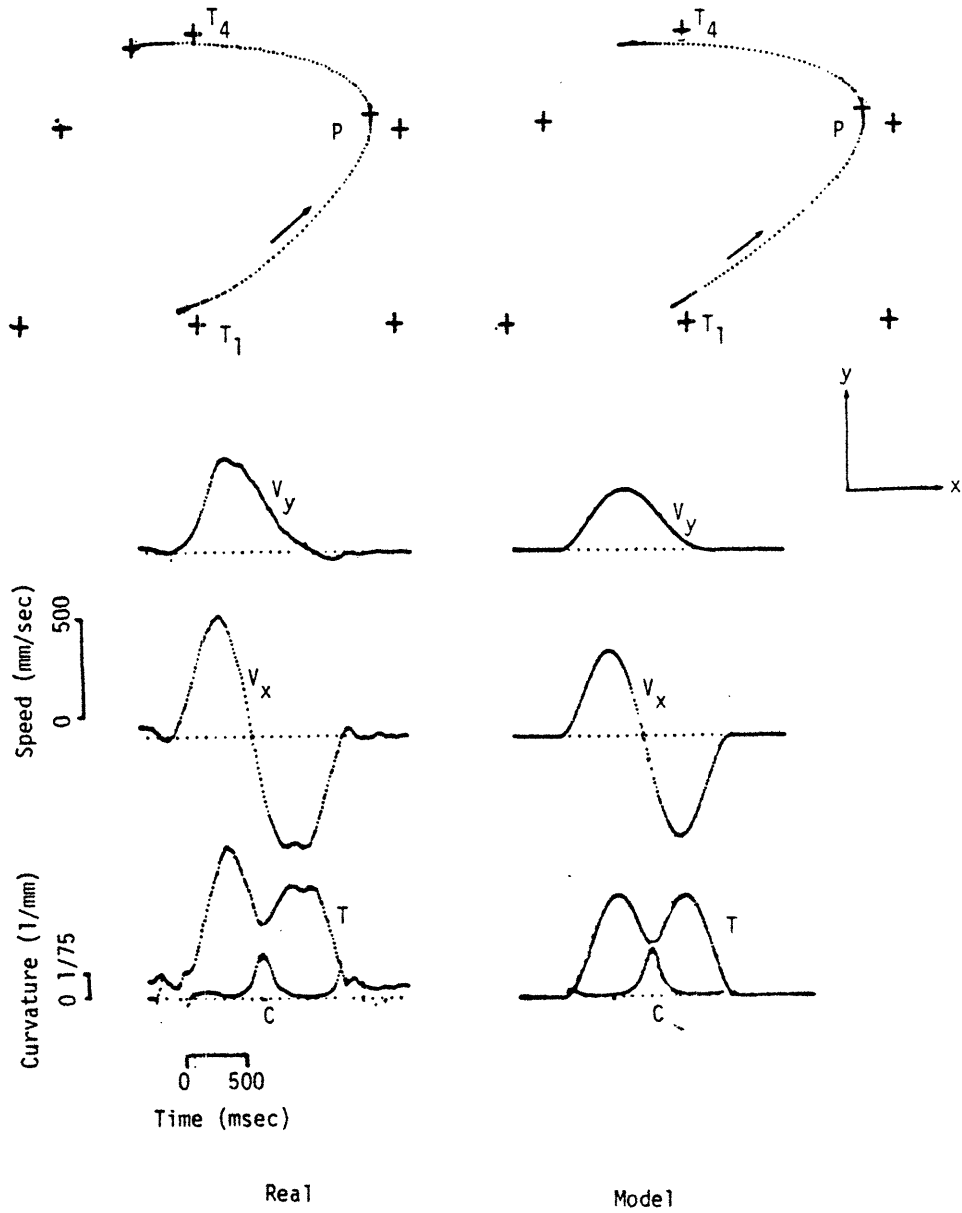 T4 T4
P P
T1 T1
y
x
Vy Vy
Speed (mm/sec)
0 500
Vx Vx
Curvature (1/mm)
0 1/75
T T
C C
0 500
Time (msec)
Real Model